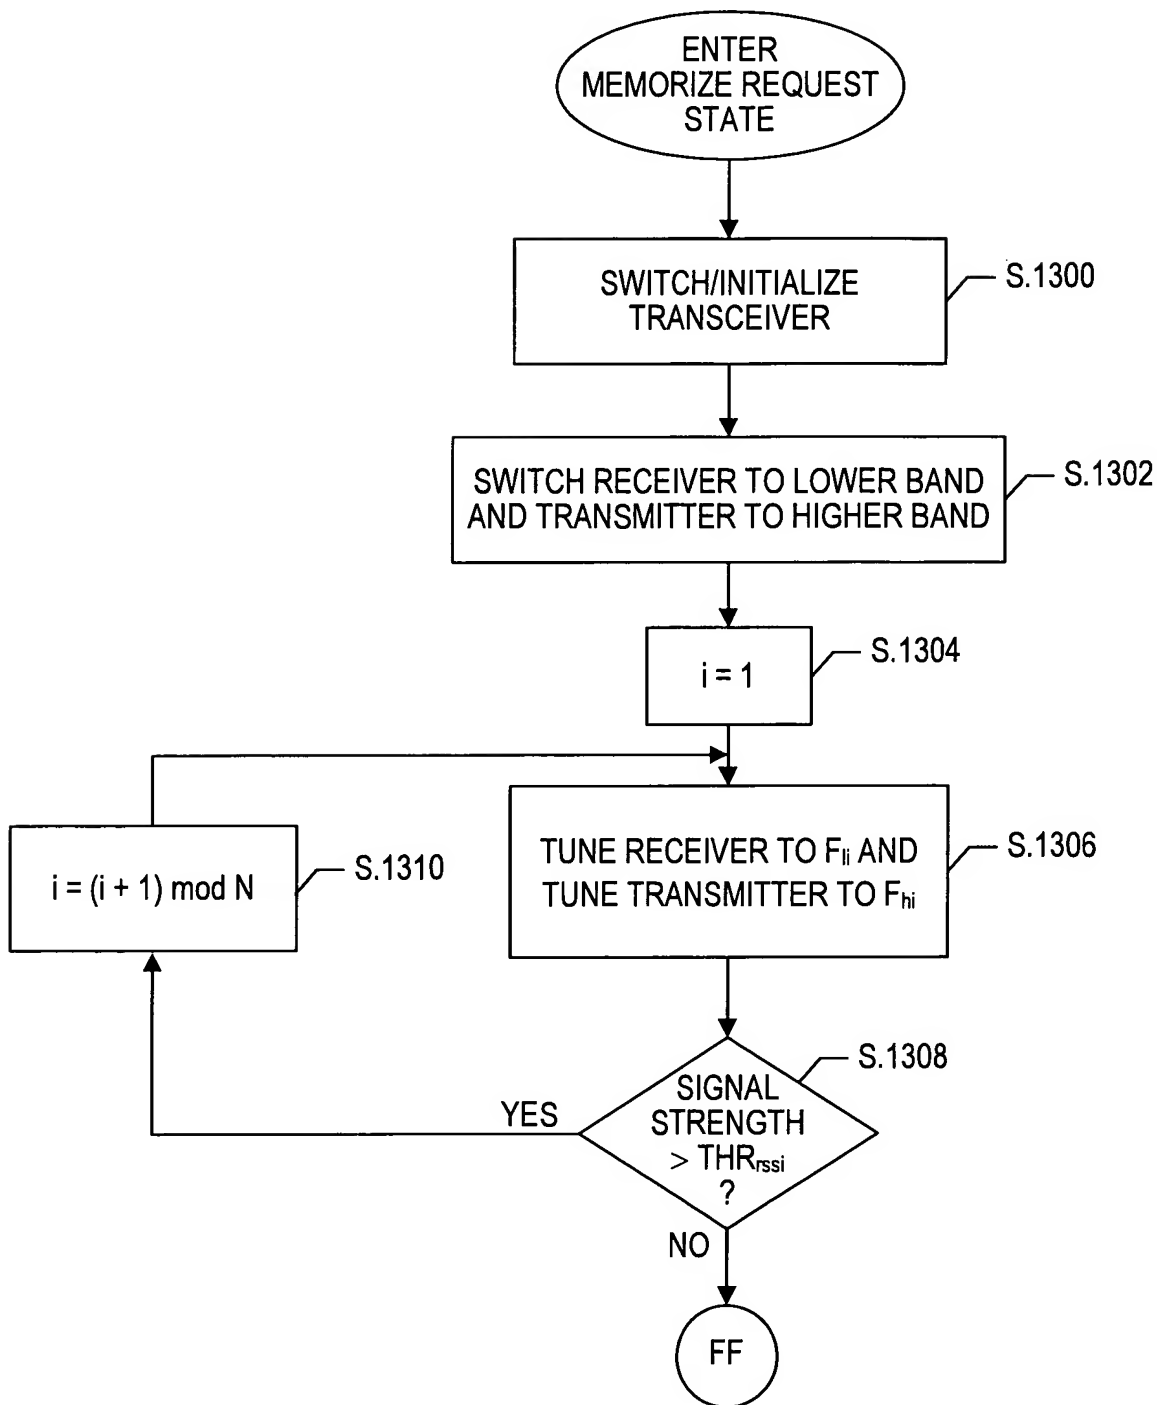 ENTER
MEMORIZE REQUEST
STATE
SWITCH/INITIALIZE
TRANSCEIVER
S.1300
SWITCH RECEIVER TO LOWER BAND
AND TRANSMITTER TO HIGHER BAND
S.1302
i = 1
S.1304
TUNE RECEIVER TO Fli AND
TUNE TRANSMITTER TO Fhi
S.1306
i = (i + 1) mod N
S.1310
SIGNAL
STRENGTH
> THRrssi
?
S.1308
YES
NO
FF